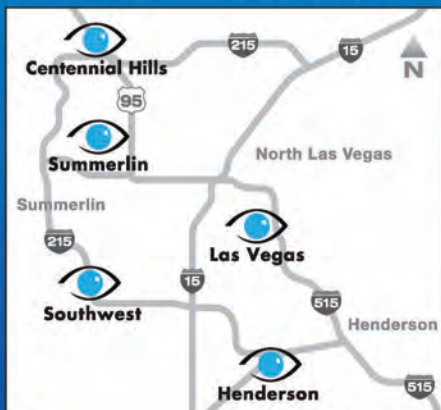 215
15
Centennial Hills
N
95
North Las Vegas
Summerlin
Summerlin
215
Las Vegas
15
Southwest
515
Henderson
Henderson
515